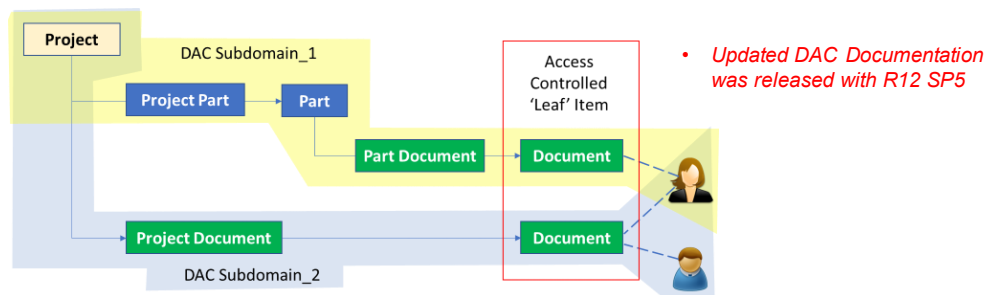 Project
DAC Subdomain_1
Access
Controlled
'Leaf' Item
• Updated DAC Documentation
was released with R12 SP5
Project Part
Part
Part Document
Document
Project Document
Document
DAC Subdomain_2